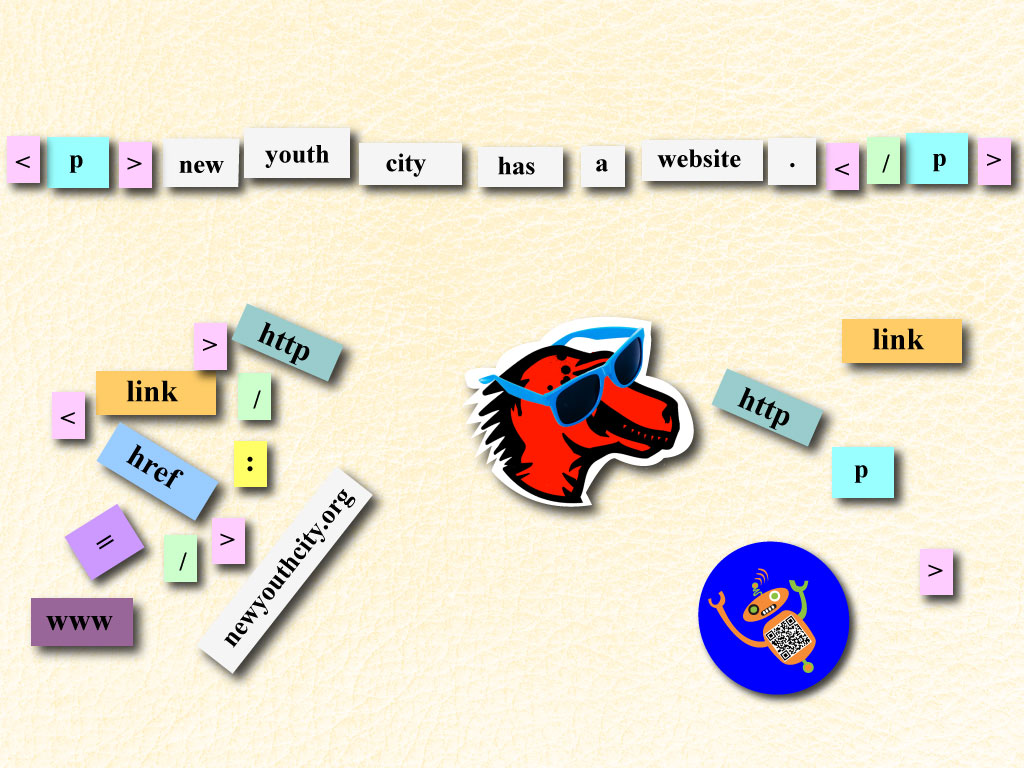 < p > new youth city has a website . < / p >
> http
< link /
href :
= / >
www
newyouthcity.org
link
http
p
>